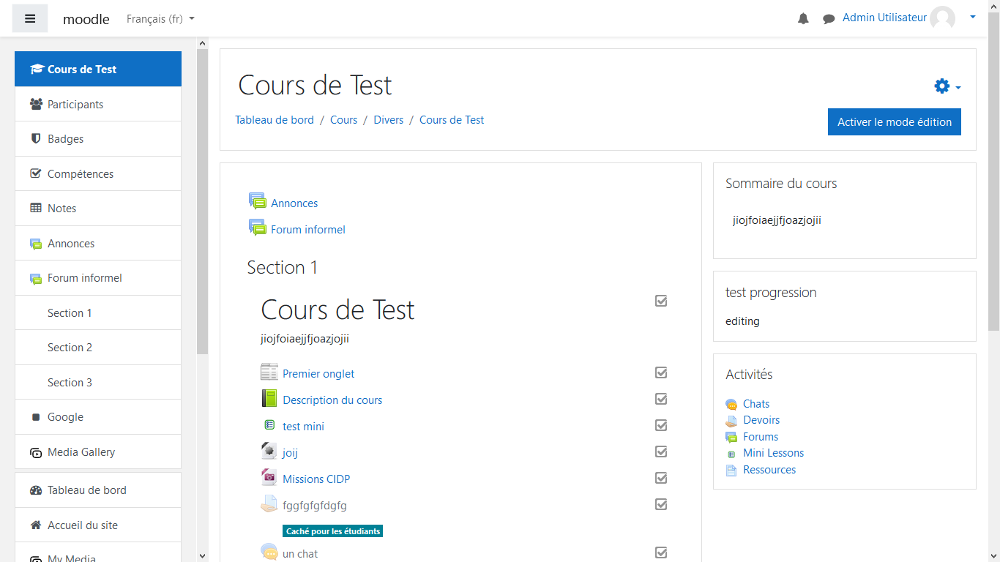 moodle Français (fr) Admin Utilisateur
Cours de Test
Participants
Badges
Compétences
Notes
Annonces
Forum informel
Section 1
Section 2
Section 3
Google
Media Gallery
Tableau de bord
Accueil du site
My Media
Cours de Test
Tableau de bord / Cours / Divers / Cours de Test
Activer le mode édition
Annonces
Forum informel
Section 1
Cours de Test
jiojfoiaejjfjoazjojii
Premier onglet
Description du cours
test mini
joij
Missions CIDP
fggfgfgfdgfg
Caché pour les étudiants
un chat
Sommaire du cours
jiojfoiaejjfjoazjojii
test progression
editing
Activités
Chats
Devoirs
Forums
Mini Lessons
Ressources